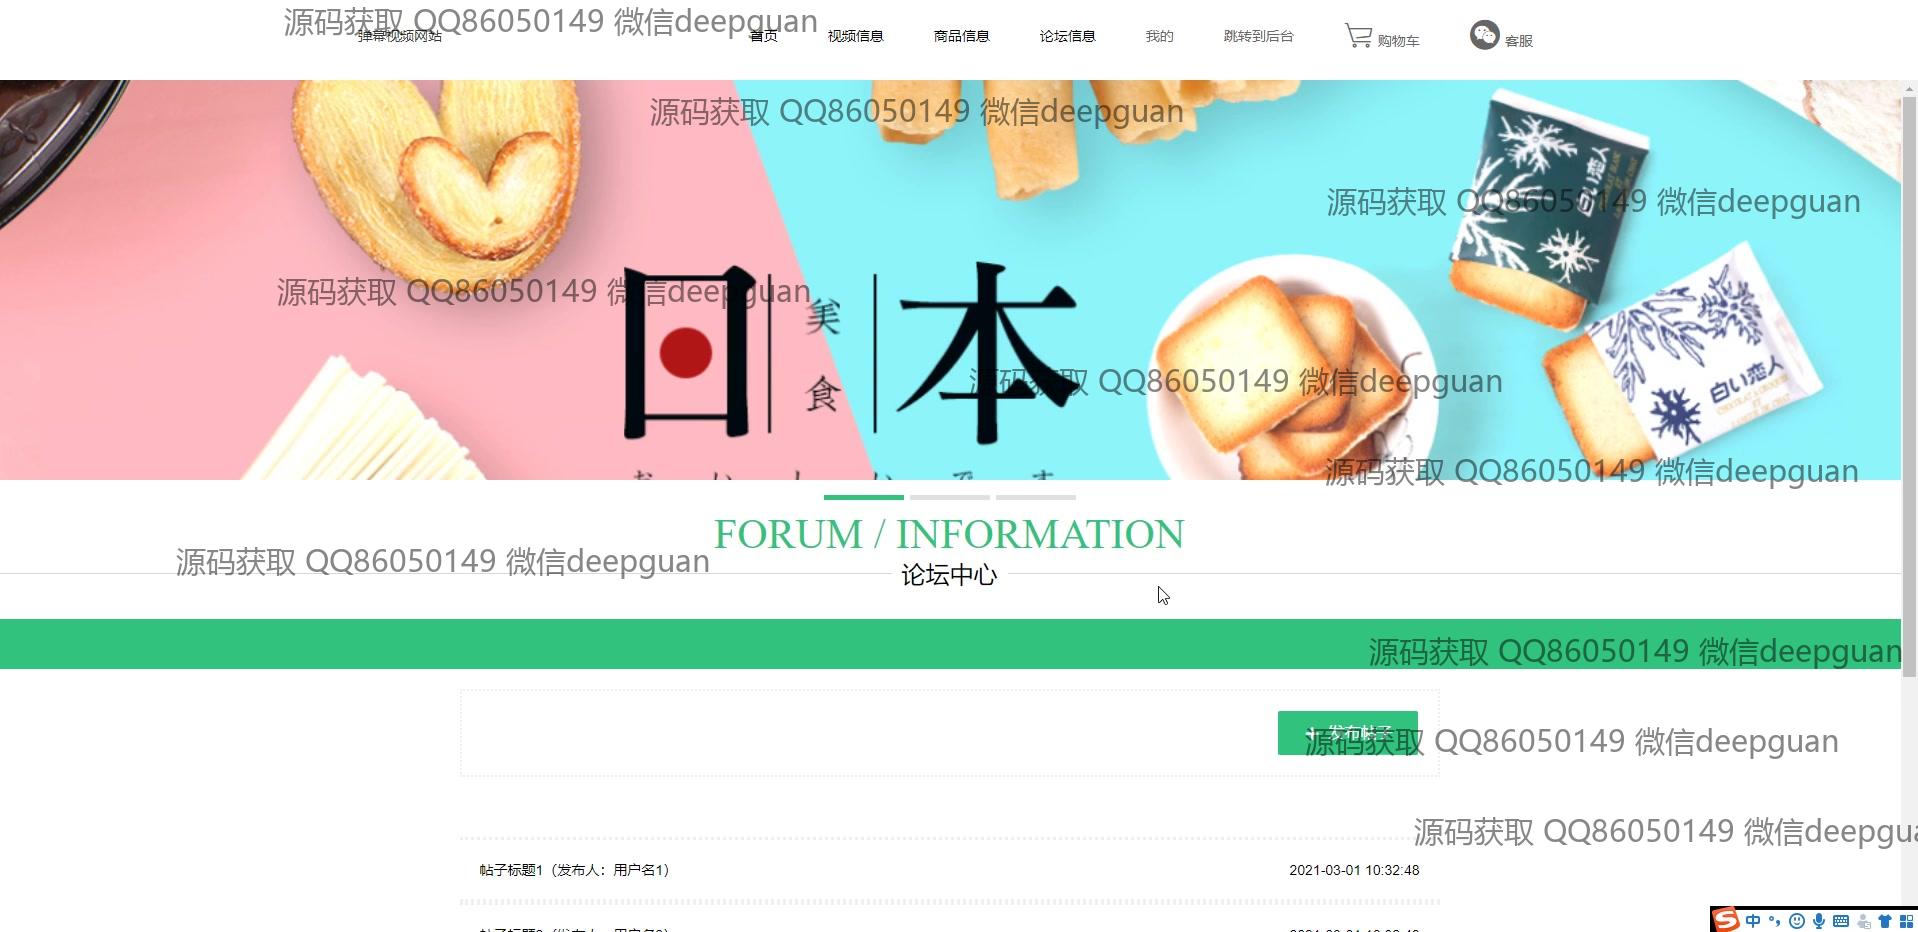 源码获取 QQ86050149 微信deepguan
弹幕视频网站
首页
视频信息
商品信息
论坛信息
我的
跳转到后台
购物车
客服
源码获取 QQ86050149 微信deepguan
源码获取 QQ86050149 微信deepguan
源码获取 QQ86050149 微信deepguan
日 美食 本
白い恋人
源码获取 QQ86050149 微信deepguan
白い恋人
源码获取 QQ86050149 微信deepguan
FORUM / INFORMATION
源码获取 QQ86050149 微信deepguan
论坛中心
源码获取 QQ86050149 微信deepguan
+ 发布帖子
源码获取 QQ86050149 微信deepguan
源码获取 QQ86050149 微信deepgua
帖子标题1（发布人：用户名1） 2021-03-01 10:32:48
中